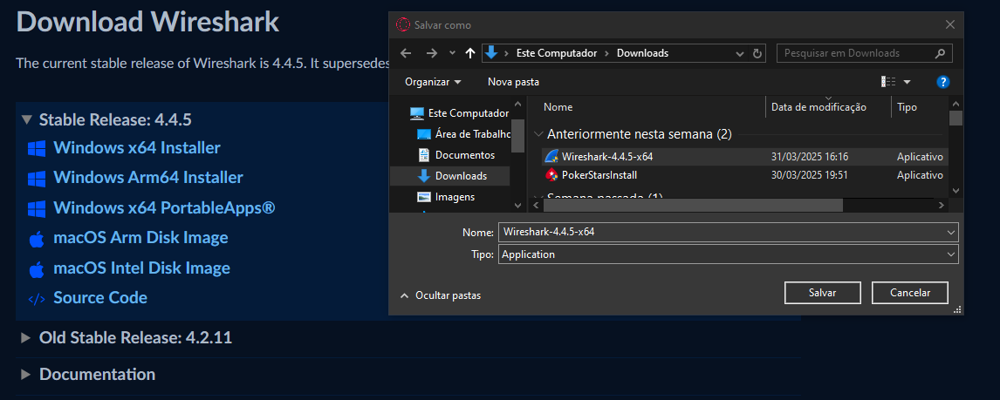 Download Wireshark
The current stable release of Wireshark is 4.4.5. It supersedes
Stable Release: 4.4.5
Windows x64 Installer
Windows Arm64 Installer
Windows x64 PortableApps®
macOS Arm Disk Image
macOS Intel Disk Image
Source Code
Old Stable Release: 4.2.11
Documentation
Salvar como
Este Computador > Downloads
Pesquisar em Downloads
Organizar
Nova pasta
Este Computador
Área de Trabalho
Documentos
Downloads
Imagens
Nome Data de modificação Tipo
Anteriormente nesta semana (2)
Wireshark-4.4.5-x64 31/03/2025 16:16 Aplicativo
PokerStarsInstall 30/03/2025 19:51 Aplicativo
Semana passada (1)
Nome: Wireshark-4.4.5-x64
Tipo: Application
Ocultar pastas
Salvar
Cancelar